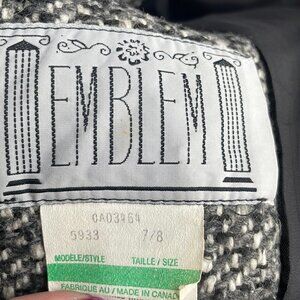 EMBLEM
CA03464
5933 7/8
MODELE/STYLE TAILLE/SIZE
FABRIQUE AU / MADE IN CANADA